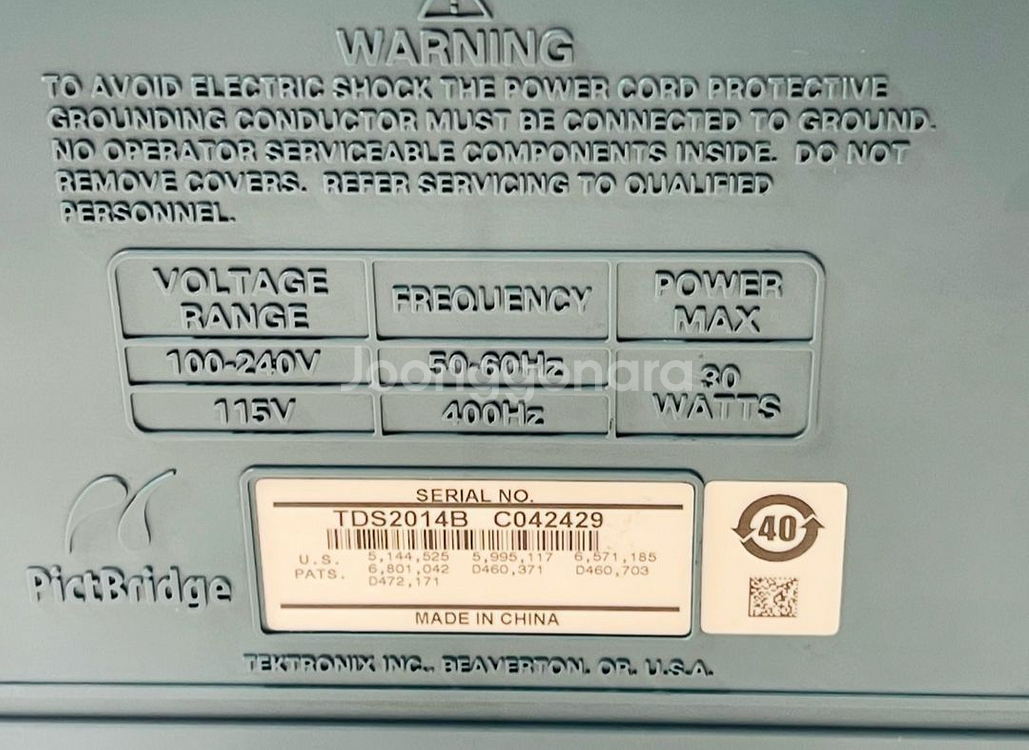 WARNING
TO AVOID ELECTRIC SHOCK THE POWER CORD PROTECTIVE
GROUNDING CONDUCTOR MUST BE CONNECTED TO GROUND.
NO OPERATOR SERVICEABLE COMPONENTS INSIDE. DO NOT
REMOVE COVERS. REFER SERVICING TO QUALIFIED
PERSONNEL.
VOLTAGE RANGE FREQUENCY POWER MAX
100-240V 50-60Hz 30 WATTS
115V 400Hz
Joonggonara
PictBridge
SERIAL NO.
TDS2014B C042429
U.S. PATS. 5,144,525 5,995,117 6,571,185
6,801,042 D460,371 D460,703
D472,171
MADE IN CHINA
40
TEKTRONIX INC., BEAVERTON, OR, U.S.A.